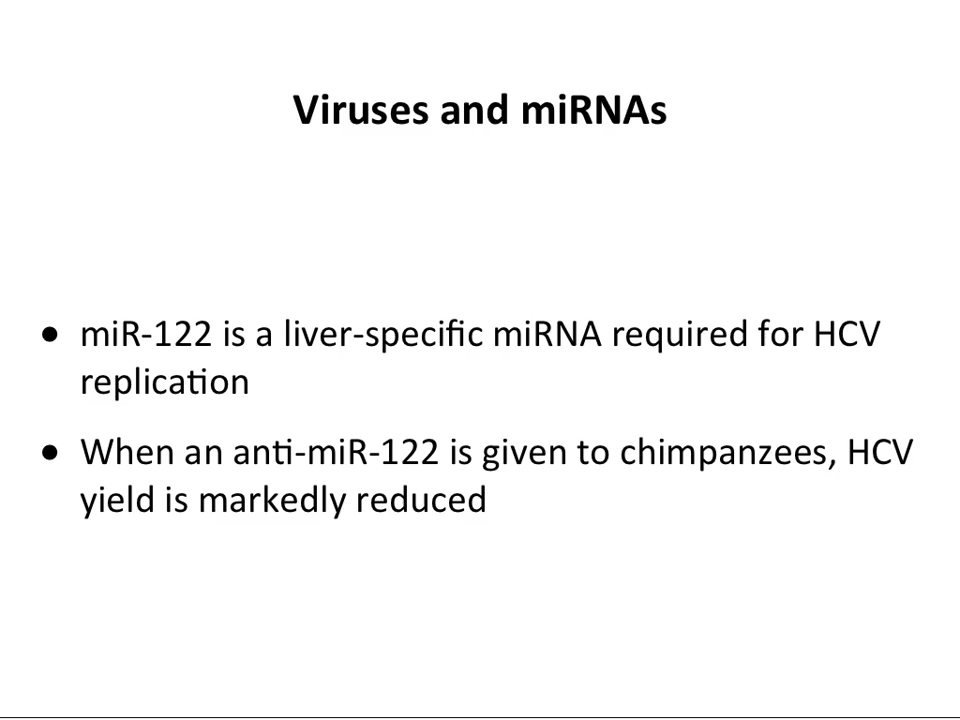 Viruses and miRNAs
• miR-122 is a liver-specific miRNA required for HCV
replication
• When an anti-miR-122 is given to chimpanzees, HCV
yield is markedly reduced